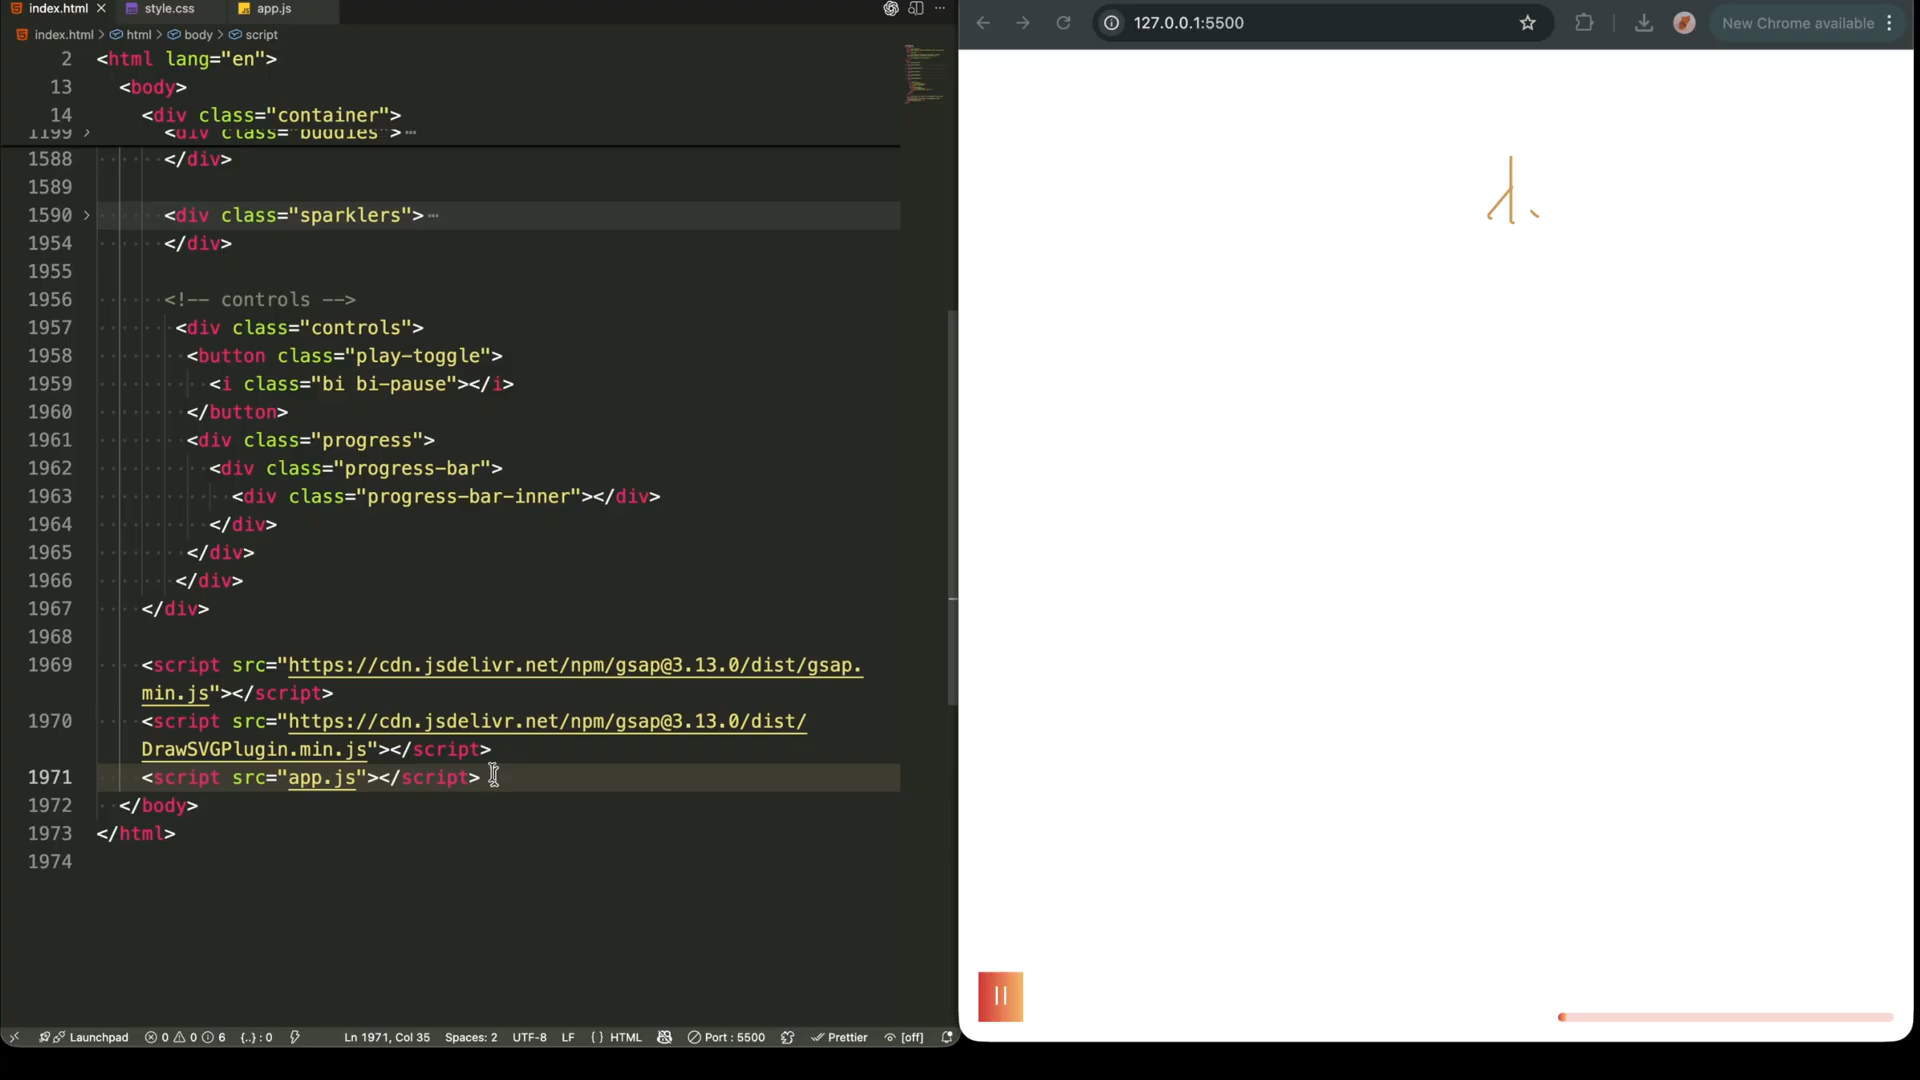 index.html
style.css
app.js
127.0.0.1:5500
New Chrome available
index.html > html > body > script
2 <html lang="en">
13 <body>
14 <div class="container">
1199 <div class="buddies">
1588 </div>
1589
1590 <div class="sparklers">
1954 </div>
1955
1956 <!-- controls -->
1957 <div class="controls">
1958 <button class="play-toggle">
1959 <i class="bi bi-pause"></i>
1960 </button>
1961 <div class="progress">
1962 <div class="progress-bar">
1963 <div class="progress-bar-inner"></div>
1964 </div>
1965 </div>
1966 </div>
1967 </div>
1968
1969 <script src="https://cdn.jsdelivr.net/npm/gsap@3.13.0/dist/gsap.
min.js"></script>
1970 <script src="https://cdn.jsdelivr.net/npm/gsap@3.13.0/dist/
DrawSVGPlugin.min.js"></script>
1971 <script src="app.js"></script>
1972 </body>
1973 </html>
1974
Launchpad 0 0 6 {..} : 0 Ln 1971, Col 35 Spaces: 2 UTF-8 LF { } HTML Port : 5500 Prettier [off]